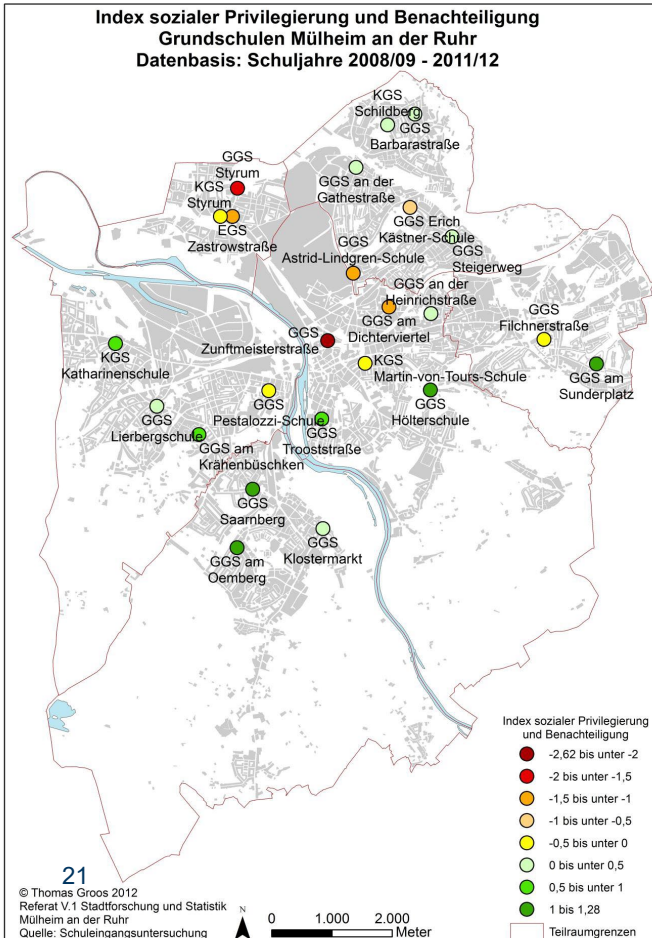 Index sozialer Privilegierung und Benachteiligung
Grundschulen Mülheim an der Ruhr
Datenbasis: Schuljahre 2008/09 - 2011/12
KGS
Schildberg
GGS
Barbarastraße
GGS
Styrum
KGS
Styrum
EGS
Zastrowstraße
GGS an der
Gathestraße
GGS Erich
Kästner-Schule
GGS
Steigerweg
GGS
Astrid-Lindgren-Schule
GGS an der
Heinrichstraße
GGS am
Dichterviertel
GGS
Filchnerstraße
GGS
Zunftmeisterstraße
KGS
Katharinenschule
KGS
Martin-von-Tours-Schule
GGS am
Sunderplatz
GGS
Pestalozzi-Schule
GGS
Hölterschule
GGS
Lierbergschule
GGS
Trooststraße
GGS am
Krähenbüschken
GGS
Saarnberg
GGS
Klostermarkt
GGS am
Oemberg
Index sozialer Privilegierung
und Benachteiligung
-2,62 bis unter -2
-2 bis unter -1,5
-1,5 bis unter -1
-1 bis unter -0,5
-0,5 bis unter 0
0 bis unter 0,5
0,5 bis unter 1
1 bis 1,28
Teilraumgrenzen
21
© Thomas Groos 2012
Referat V.1 Stadtforschung und Statistik
Mülheim an der Ruhr
Quelle: Schuleingangsuntersuchung
N
0 1.000 2.000
Meter